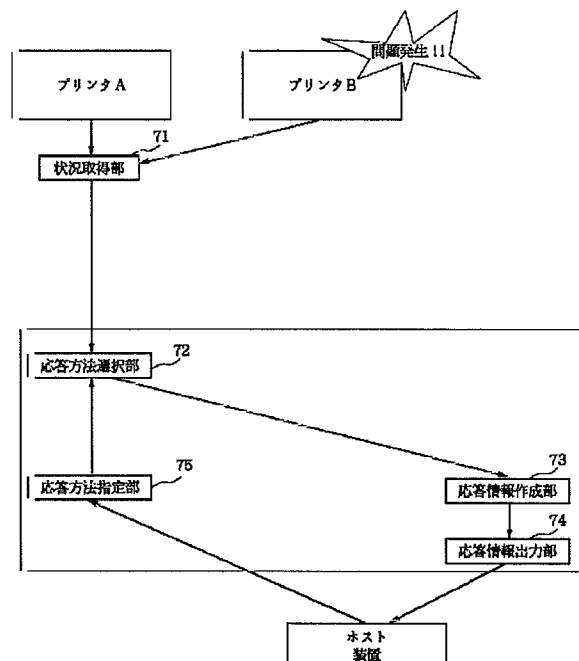 問題発生!!
プリンタA
プリンタB
71
状況取得部
応答方法選択部
72
応答方法指定部
75
73
応答情報作成部
74
応答情報出力部
ホスト
装置